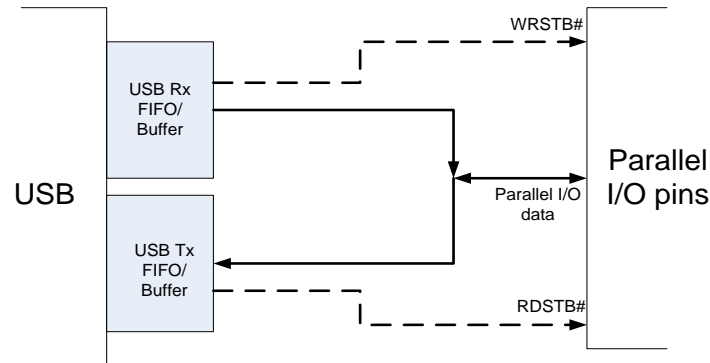 USB
USB Rx
FIFO/
Buffer
USB Tx
FIFO/
Buffer
WRSTB#
Parallel I/O
data
RDSTB#
Parallel
I/O pins